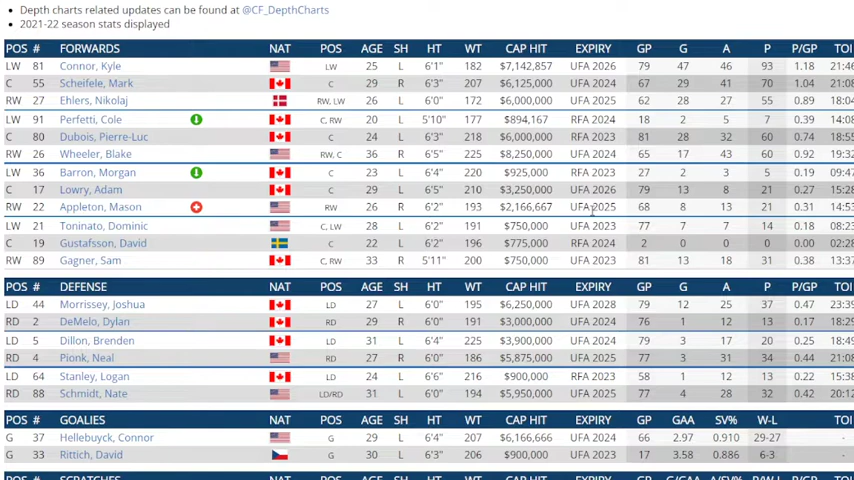 Depth charts related updates can be found at @CF_DepthCharts
2021-22 season stats displayed
POS # FORWARDS NAT POS AGE SH HT WT CAP HIT EXPIRY GP G A P P/GP TOI
LW 81 Connor, Kyle LW 25 L 6'1" 182 $7,142,857 UFA 2026 79 47 46 93 1.18 21:46
C 55 Scheifele, Mark C 29 R 6'3" 207 $6,125,000 UFA 2024 67 29 41 70 1.04 21:08
RW 27 Ehlers, Nikolaj RW, LW 26 L 6'0" 172 $6,000,000 UFA 2025 62 28 27 55 0.89 18:04
LW 91 Perfetti, Cole C, RW 20 L 5'10" 177 $894,167 RFA 2024 18 2 5 7 0.39 14:08
C 80 Dubois, Pierre-Luc C 24 L 6'3" 218 $6,000,000 RFA 2023 81 28 32 60 0.74 18:55
RW 26 Wheeler, Blake RW, C 36 R 6'5" 225 $8,250,000 UFA 2024 65 17 43 60 0.92 19:32
LW 36 Barron, Morgan C 23 L 6'4" 220 $925,000 RFA 2023 27 2 3 5 0.19 09:47
C 17 Lowry, Adam C 29 L 6'5" 210 $3,250,000 UFA 2026 79 13 8 21 0.27 15:28
RW 22 Appleton, Mason RW 26 R 6'2" 193 $2,166,667 UFA 2025 68 8 13 21 0.31 14:53
LW 21 Toninato, Dominic C, LW 28 L 6'2" 191 $750,000 UFA 2023 77 7 7 14 0.18 08:23
C 19 Gustafsson, David C 22 L 6'2" 196 $775,000 RFA 2024 2 0 0 0 0.00 02:28
RW 89 Gagner, Sam C, RW 33 R 5'11" 200 $750,000 UFA 2023 81 13 18 31 0.38 13:37
POS # DEFENSE NAT POS AGE SH HT WT CAP HIT EXPIRY GP G A P P/GP TOI
LD 44 Morrissey, Joshua LD 27 L 6'0" 195 $6,250,000 UFA 2028 79 12 25 37 0.47 23:39
RD 2 DeMelo, Dylan RD 29 R 6'0" 191 $3,000,000 UFA 2024 76 1 12 13 0.17 18:29
LD 5 Dillon, Brenden LD 31 L 6'4" 225 $3,900,000 UFA 2024 79 3 17 20 0.25 18:49
RD 4 Pionk, Neal RD 27 R 6'0" 186 $5,875,000 UFA 2025 77 3 31 34 0.44 21:08
LD 64 Stanley, Logan LD 24 L 6'6" 216 $900,000 RFA 2023 58 1 12 13 0.22 15:38
RD 88 Schmidt, Nate LD/RD 31 L 6'0" 194 $5,950,000 UFA 2025 77 4 28 32 0.42 20:12
POS # GOALIES NAT POS AGE SH HT WT CAP HIT EXPIRY GP GAA SV% W-L TOI
G 37 Hellebuyck, Connor G 29 L 6'4" 207 $6,166,666 UFA 2024 66 2.97 0.910 29-27 -
G 33 Rittich, David G 30 L 6'3" 206 $900,000 UFA 2023 17 3.58 0.886 6-3 -